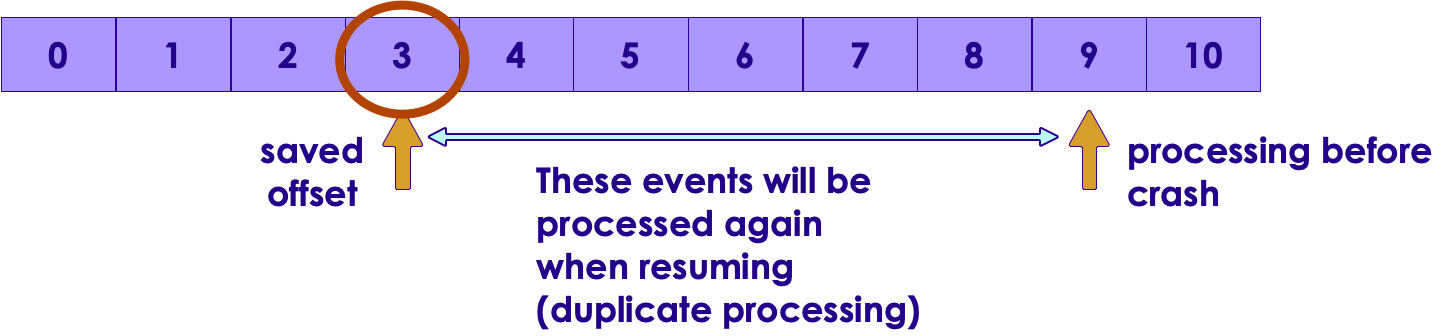 0 1 2 3 4 5 6 7 8 9 10
saved
offset
These events will be
processed again
when resuming
(duplicate processing)
processing before
crash